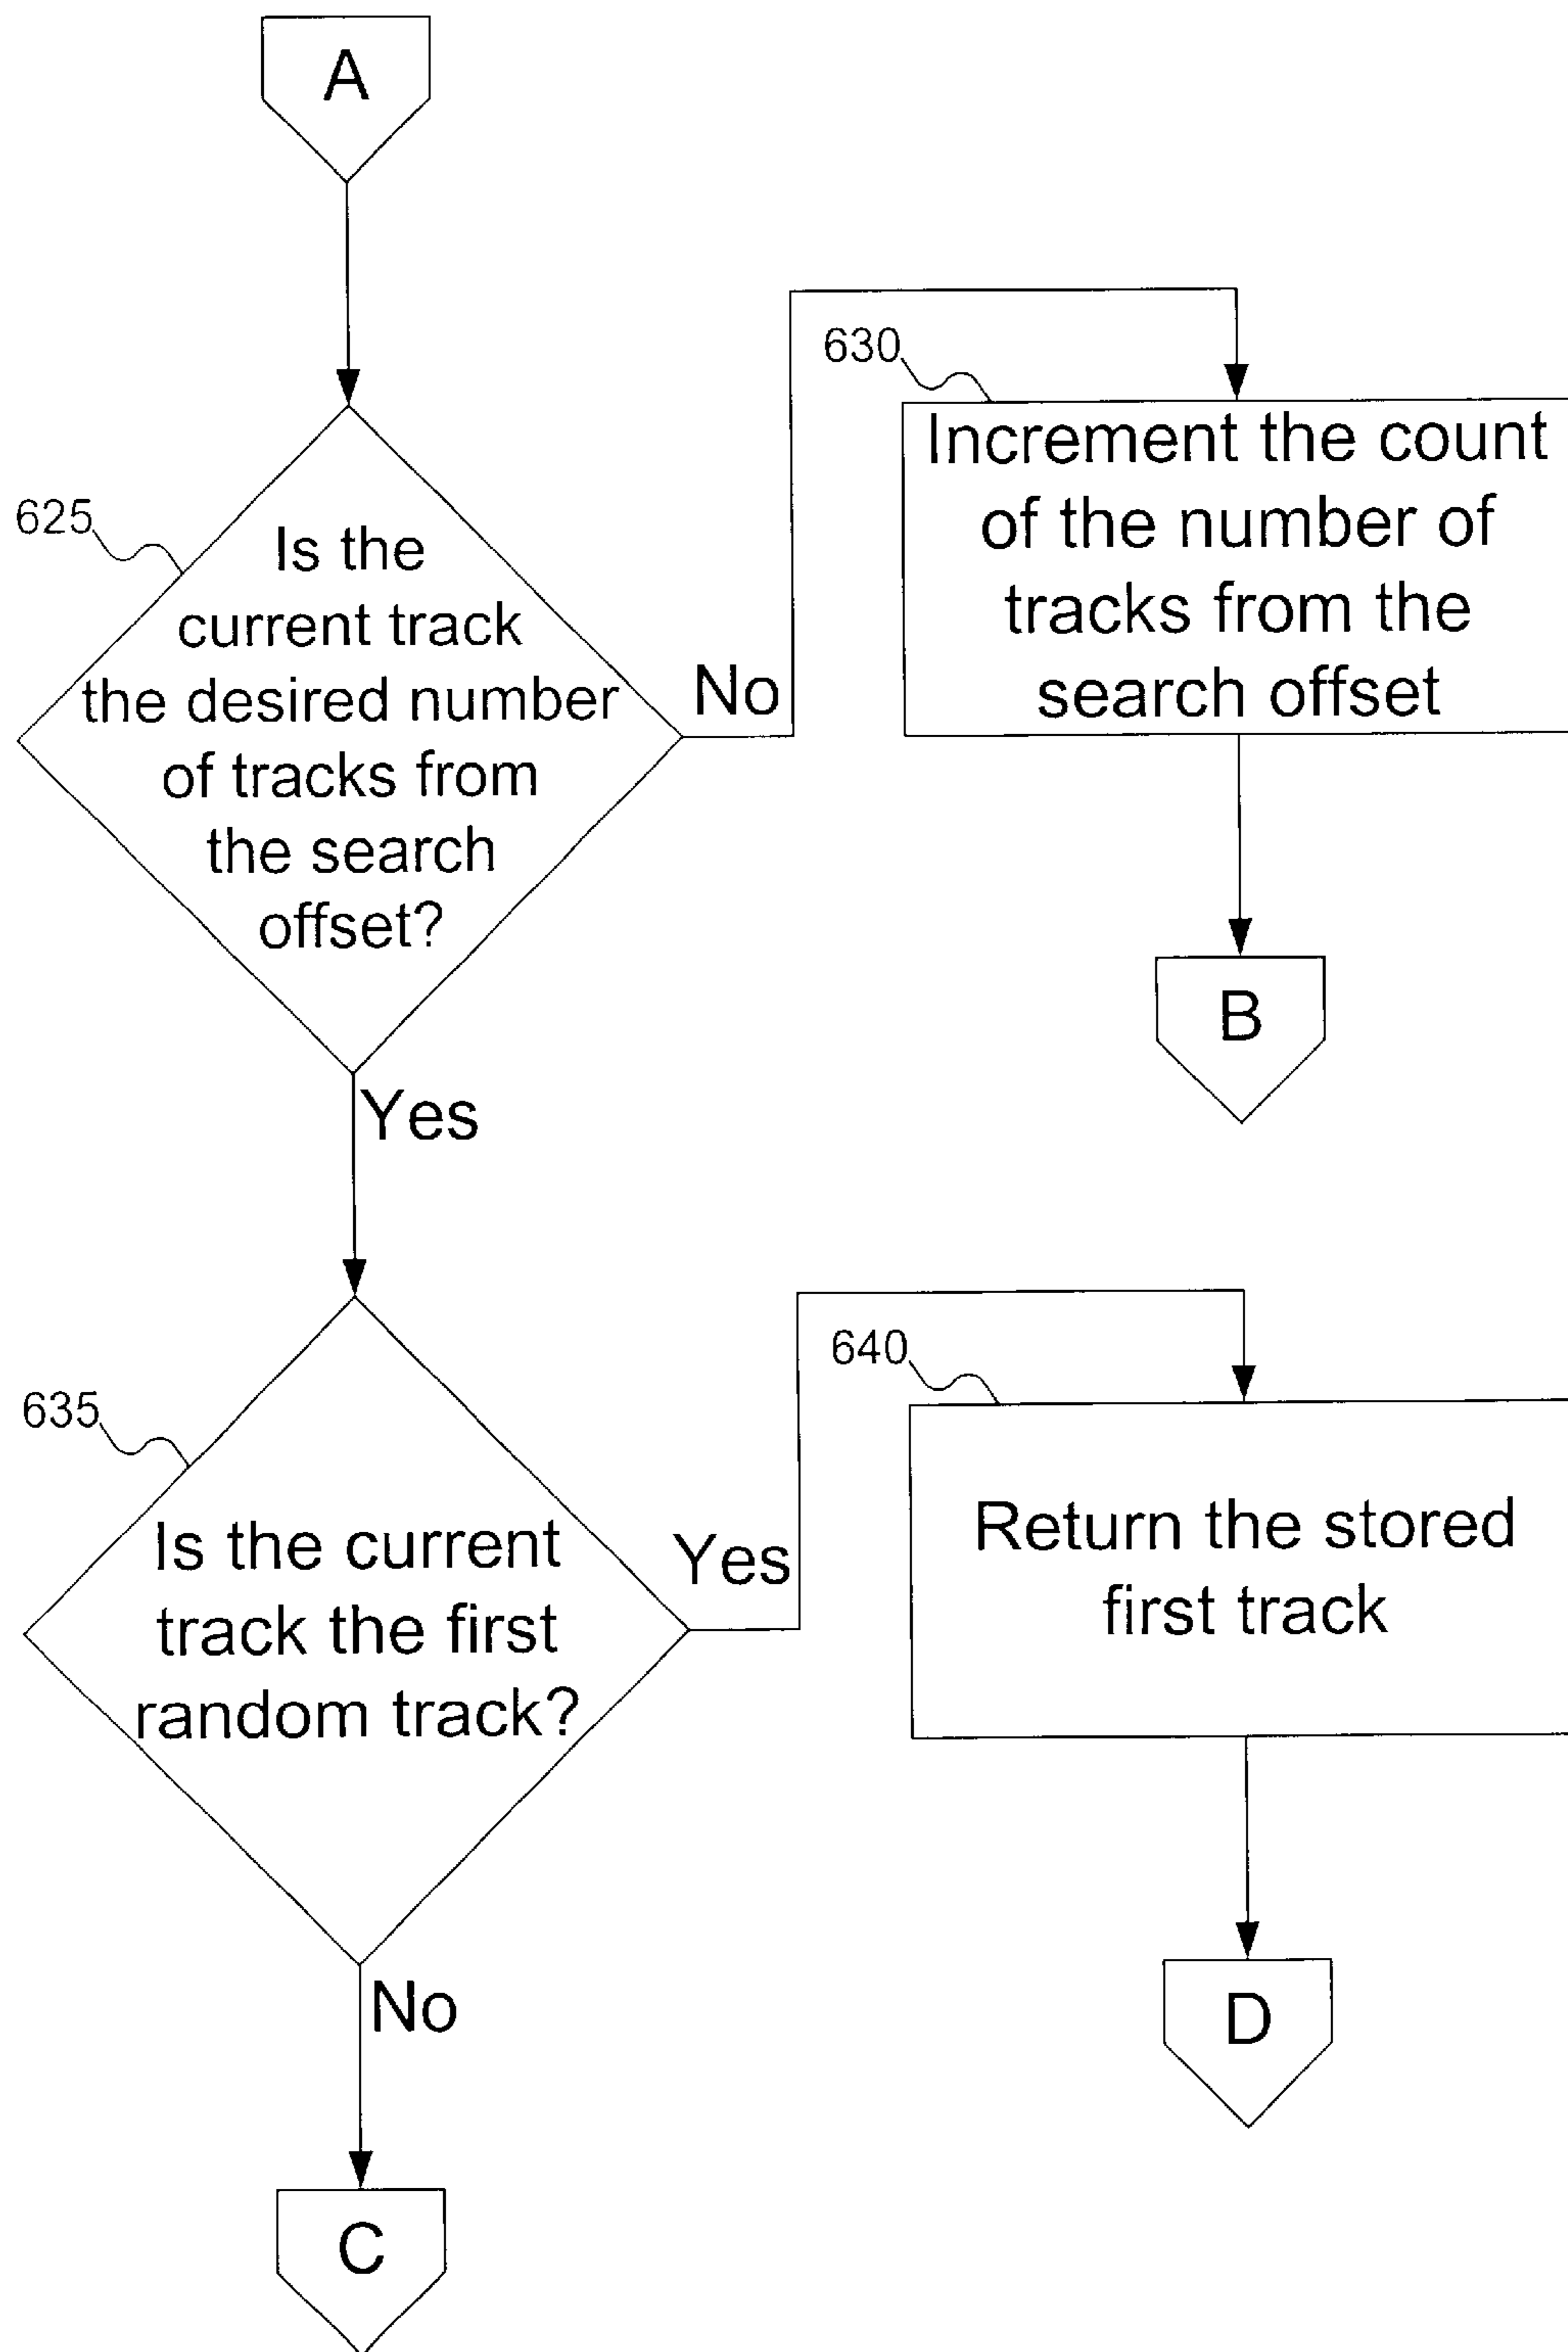 A
630
Increment the count
of the number of
tracks from the
search offset
625
Is the
current track
the desired number
of tracks from
the search
offset?
No
B
Yes
640
Return the stored
first track
635
Is the current
track the first
random track?
Yes
D
No
C